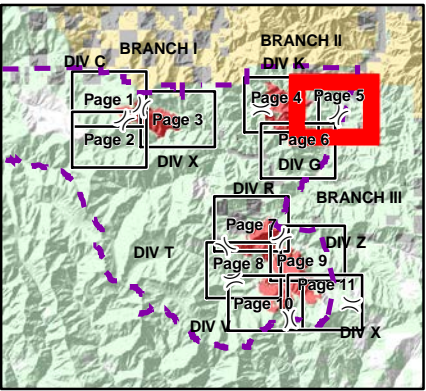 BRANCH I
BRANCH II
DIV C
DIV K
Page 1
Page 4
Page 5
Page 3
Page 2
Page 6
DIV X
DIV G
DIV R
BRANCH III
Page 7
DIV Z
DIV T
Page 8
Page 9
Page 11
Page 10
DIV V
DIV X